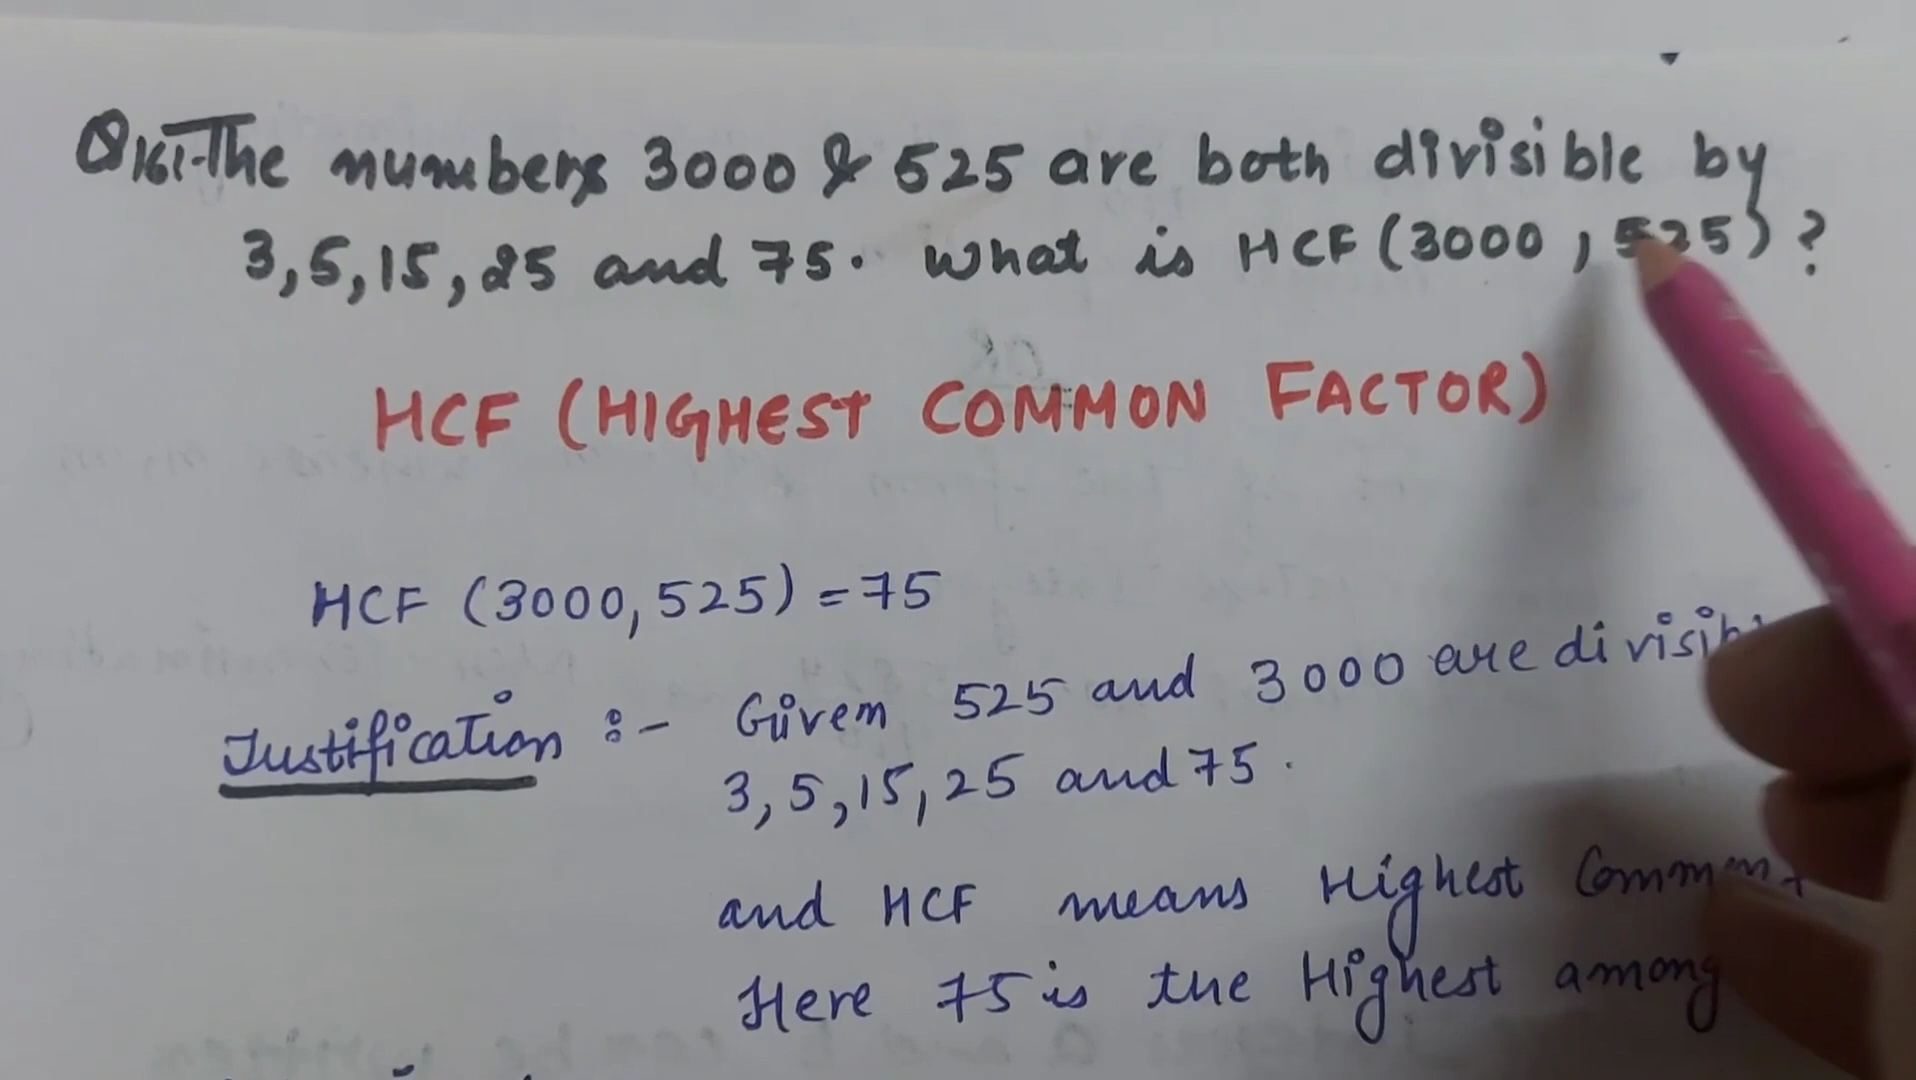 Q161-The numbers 3000 & 525 are both divisible by
3,5,15,25 and 75. What is HCF(3000,525)?
HCF (HIGHEST COMMON FACTOR)
HCF (3000,525) = 75
Justification :- Given 525 and 3000 are
3,5,15,25 and 75.
and HCF means Highest
Here 75 is the Highest among